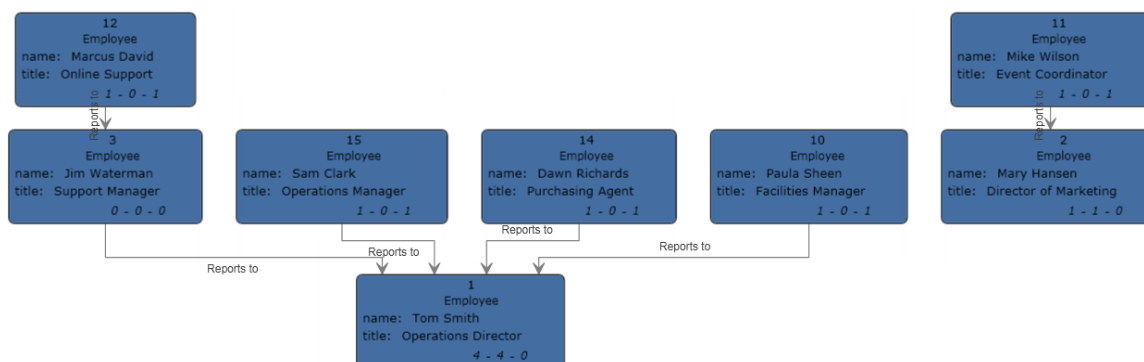 12
Employee
name: Marcus David
title: Online Support
1 - 0 - 1
11
Employee
name: Mike Wilson
title: Event Coordinator
1 - 0 - 1
Reports to
Reports to
3
Employee
name: Jim Waterman
title: Support Manager
0 - 0 - 0
15
Employee
name: Sam Clark
title: Operations Manager
1 - 0 - 1
14
Employee
name: Dawn Richards
title: Purchasing Agent
1 - 0 - 1
10
Employee
name: Paula Sheen
title: Facilities Manager
1 - 0 - 1
2
Employee
name: Mary Hansen
title: Director of Marketing
1 - 1 - 0
Reports to
Reports to
Reports to
Reports to
1
Employee
name: Tom Smith
title: Operations Director
4 - 4 - 0